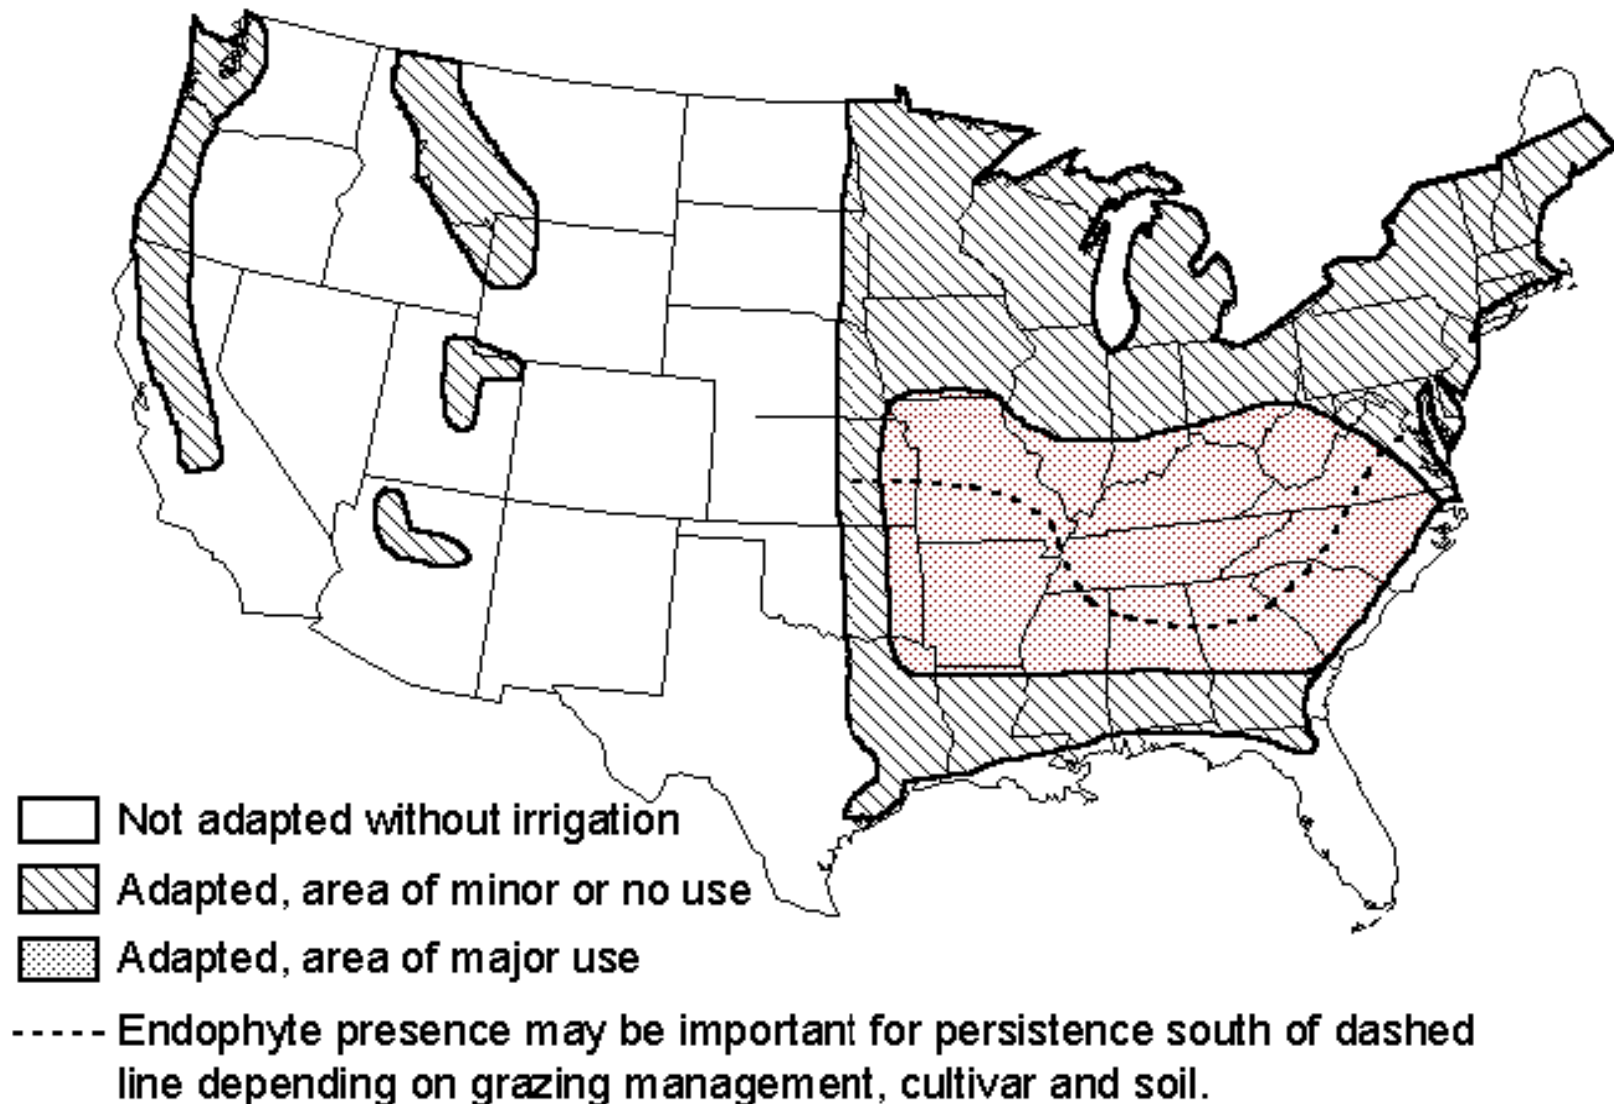 Not adapted without irrigation
Adapted, area of minor or no use
Adapted, area of major use
Endophyte presence may be important for persistence south of dashed
line depending on grazing management, cultivar and soil.